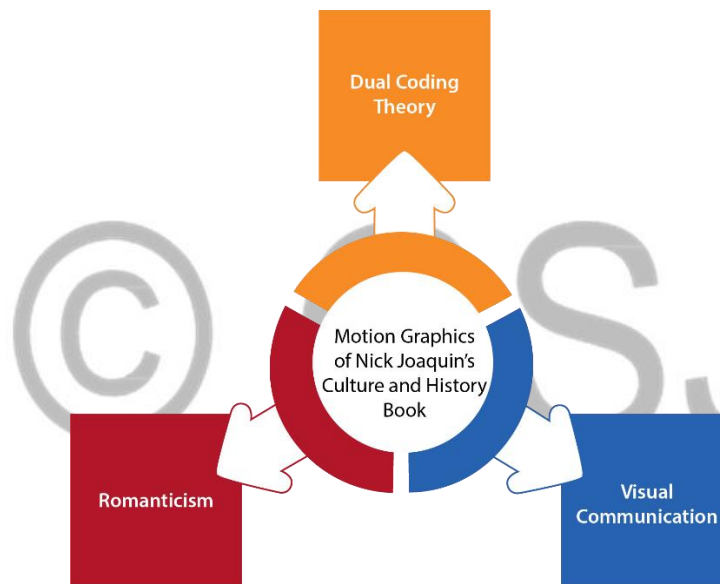 Dual Coding
Theory
Motion Graphics
of Nick Joaquin's
Culture and History
Book
Romanticism
Visual
Communication